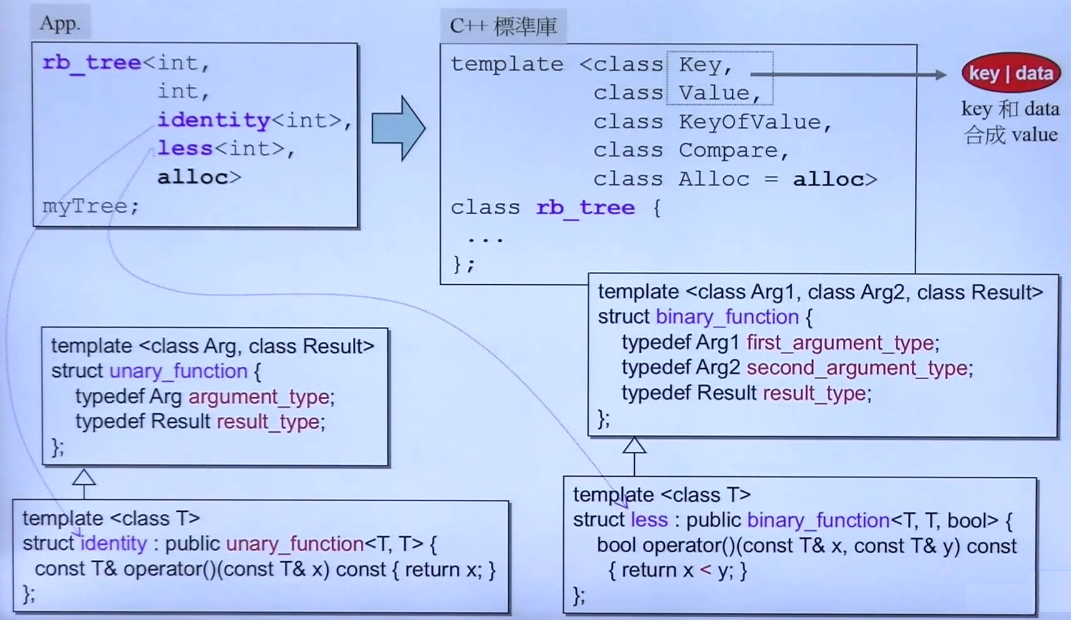 App.
rb_tree<int,
int,
identity<int>,
less<int>,
alloc>
myTree;
C++ 標準庫
template <class Key,
class Value,
class KeyOfValue,
class Compare,
class Alloc = alloc>
class rb_tree {
...
};
key | data
key 和 data
合成 value
template <class Arg, class Result>
struct unary_function {
typedef Arg argument_type;
typedef Result result_type;
};
template <class Arg1, class Arg2, class Result>
struct binary_function {
typedef Arg1 first_argument_type;
typedef Arg2 second_argument_type;
typedef Result result_type;
};
template <class T>
struct identity : public unary_function<T, T> {
const T& operator()(const T& x) const { return x; }
};
template <class T>
struct less : public binary_function<T, T, bool> {
bool operator()(const T& x, const T& y) const
{ return x < y; }
};